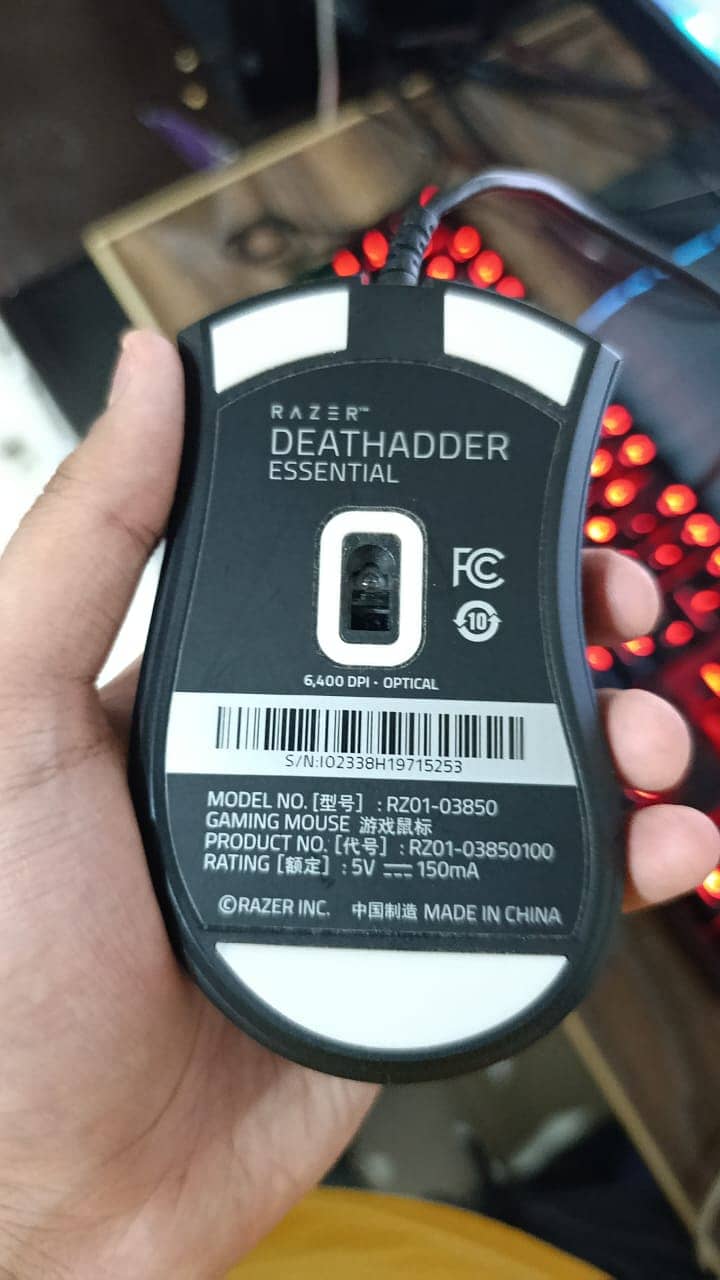 RAZER™
DEATHADDER
ESSENTIAL
FC
10
6,400 DPI · OPTICAL
S/N:IO2338H19715253
MODEL NO. [型号] : RZ01-03850
GAMING MOUSE 游戏鼠标
PRODUCT NO. [代号] : RZ01-03850100
RATING [额定] : 5V ⎓ 150mA
©RAZER INC. 中国制造 MADE IN CHINA